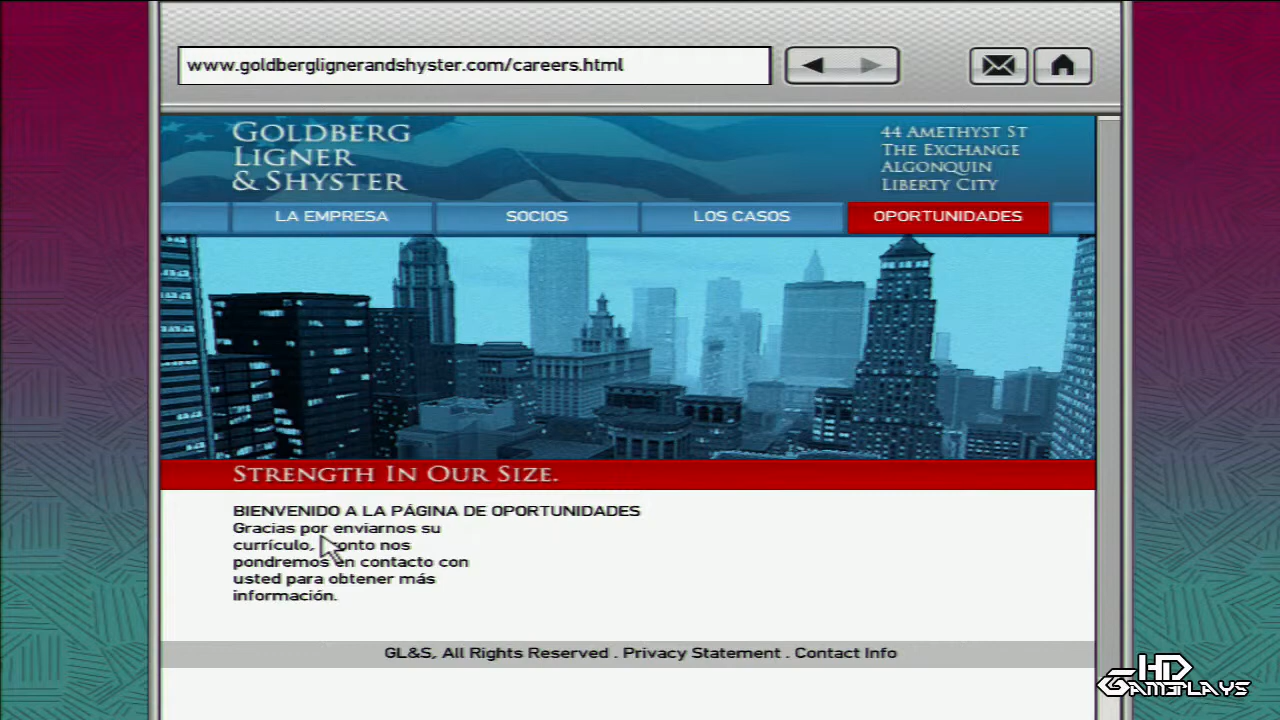 www.goldberglignerandshyster.com/careers.html
GOLDBERG
LIGNER
& SHYSTER
44 AMETHYST ST
THE EXCHANGE
ALGONQUIN
LIBERTY CITY
LA EMPRESA
SOCIOS
LOS CASOS
OPORTUNIDADES
STRENGTH IN OUR SIZE.
BIENVENIDO A LA PÁGINA DE OPORTUNIDADES
Gracias por enviarnos su
currículo, pronto nos
pondremos en contacto con
usted para obtener más
información.
GL&S, All Rights Reserved . Privacy Statement . Contact Info
HD
GAMEPLAYS